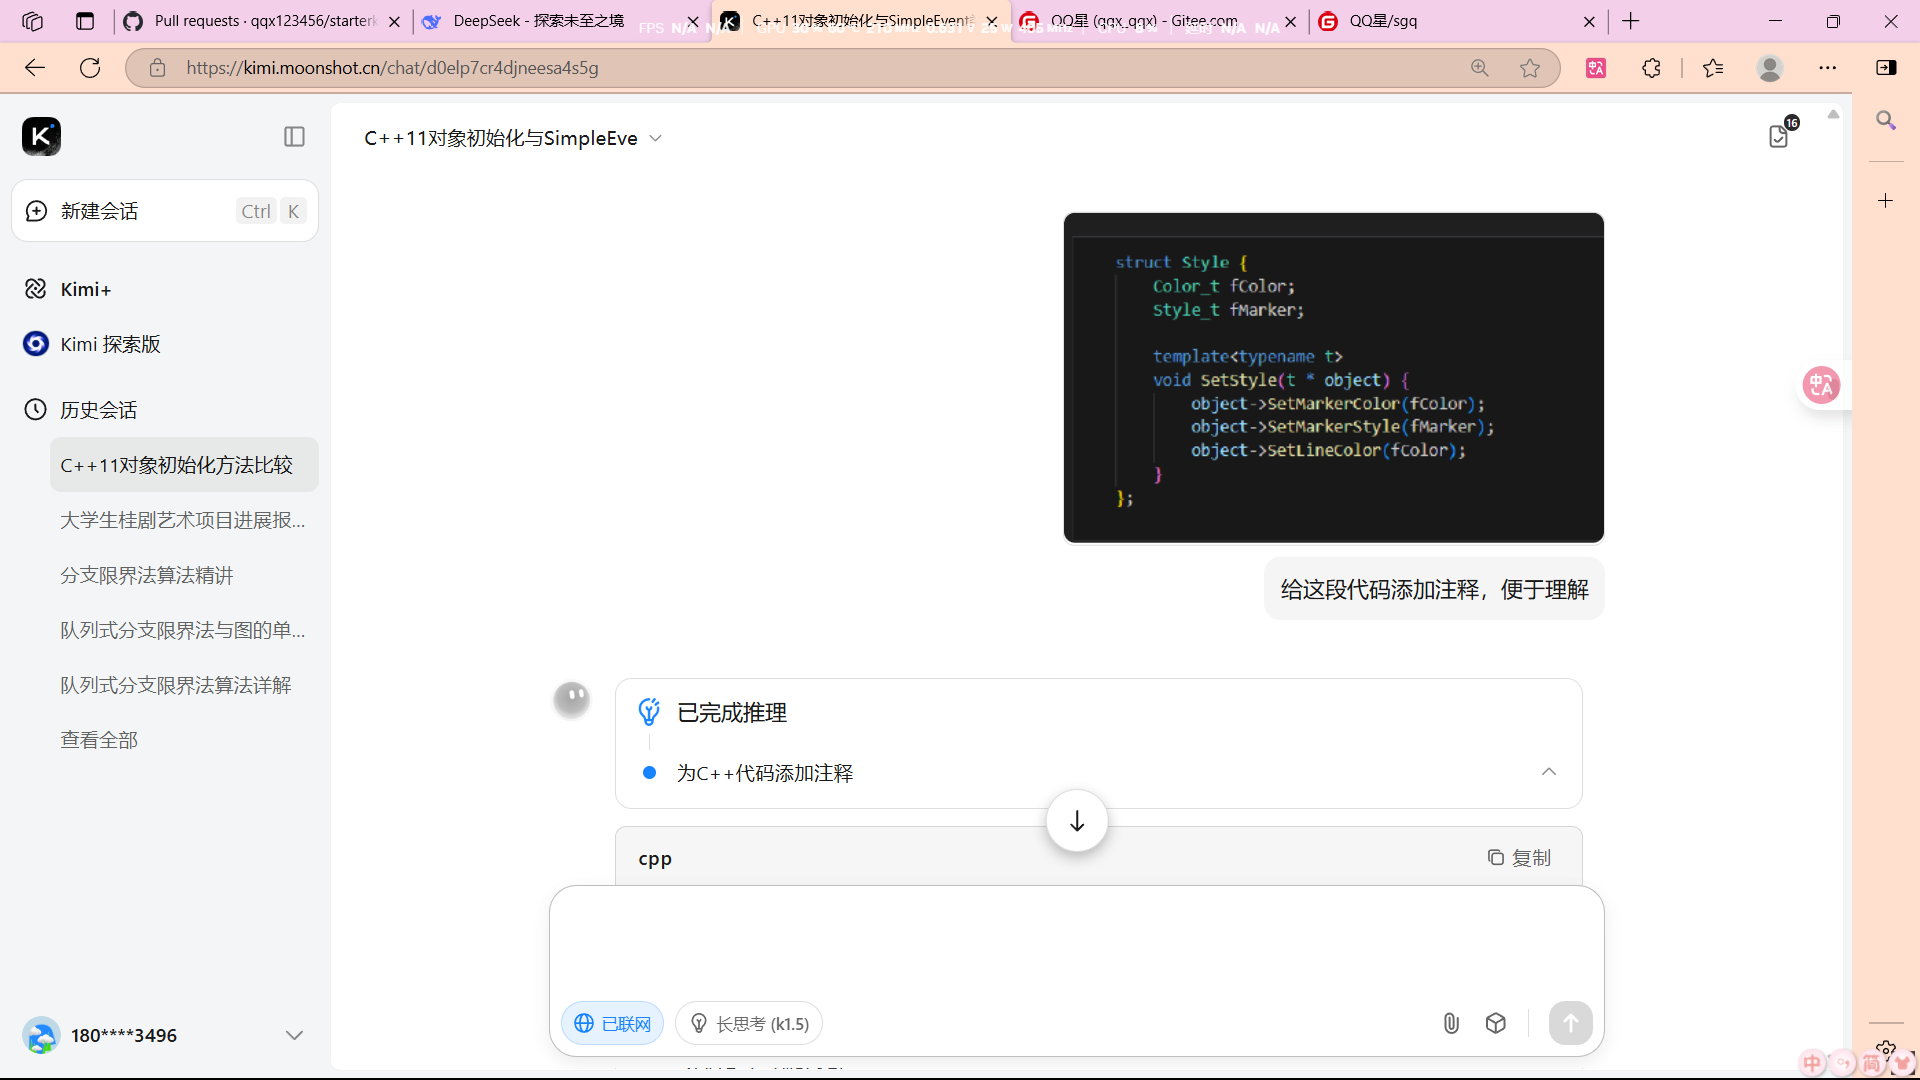 Pull requests · qqx123456/starterk
DeepSeek - 探索未至之境
C++11对象初始化与SimpleEvent
QQ星 (qqx_qqx) - Gitee.com
QQ星/sgq
FPS N/A N/A
N/A N/A
https://kimi.moonshot.cn/chat/d0elp7cr4djneesa4s5g
新建会话
Ctrl K
Kimi+
Kimi 探索版
历史会话
C++11对象初始化方法比较
大学生桂剧艺术项目进展报...
分支限界法算法精讲
队列式分支限界法与图的单...
队列式分支限界法算法详解
查看全部
180****3496
C++11对象初始化与SimpleEve
16
struct Style {
Color_t fColor;
Style_t fMarker;
template<typename t>
void SetStyle(t * object) {
object->SetMarkerColor(fColor);
object->SetMarkerStyle(fMarker);
object->SetLineColor(fColor);
}
};
给这段代码添加注释，便于理解
已完成推理
为C++代码添加注释
cpp
复制
已联网
长思考 (k1.5)
中
简